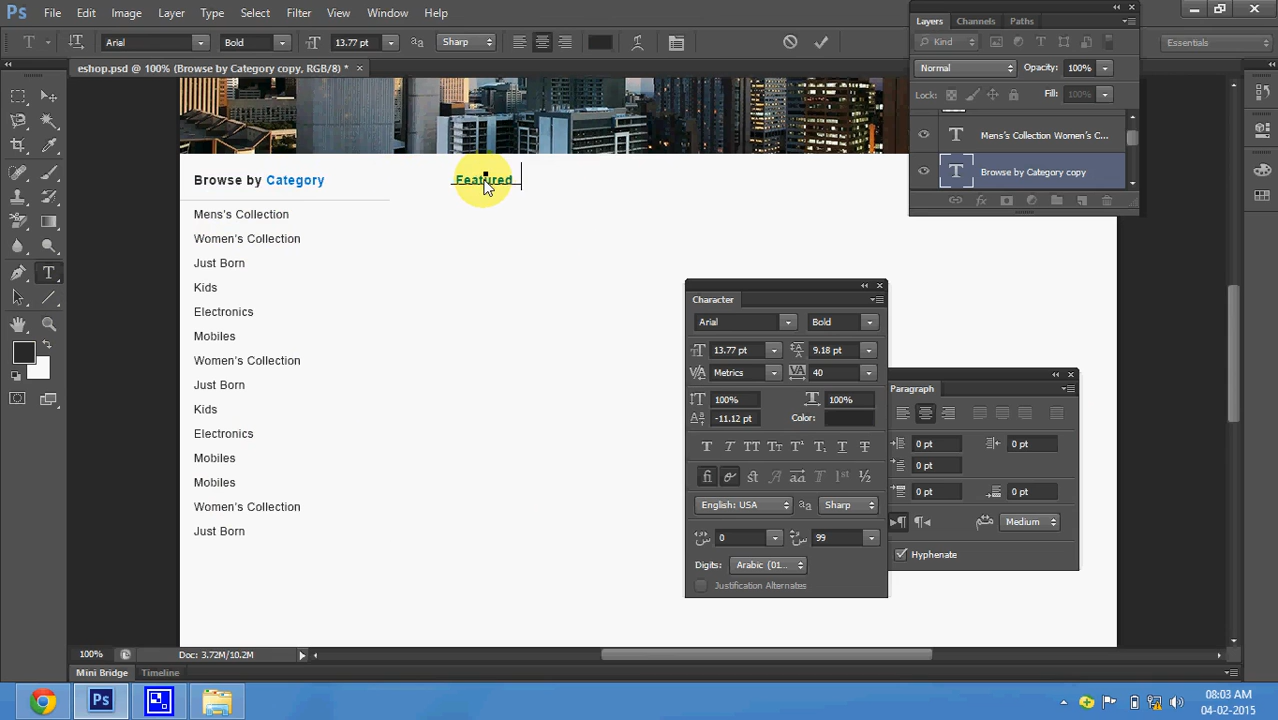 Ps File Edit Image Layer Type Select Filter View Window Help
Layers Channels Paths
T Arial Bold 13.77 pt aa Sharp
Kind
Essentials
eshop.psd @ 100% (Browse by Category copy, RGB/8) * ×
Normal Opacity: 100%
Lock: Fill: 100%
T Mens's Collection Women's C...
T Browse by Category copy
Browse by Category
Featured
Mens's Collection
Women's Collection
Just Born
Kids
Electronics
Mobiles
Women's Collection
Just Born
Kids
Electronics
Mobiles
Mobiles
Women's Collection
Just Born
Character
Arial Bold
13.77 pt 9.18 pt
Metrics 40
100% 100%
-11.12 pt Color:
English: USA aa Sharp
0 99
Digits: Arabic (01...
Justification Alternates
Paragraph
0 pt 0 pt
0 pt
0 pt 0 pt
Medium
Hyphenate
100% Doc: 3.72M/10.2M
Mini Bridge Timeline
Ps
08:03 AM
04-02-2015